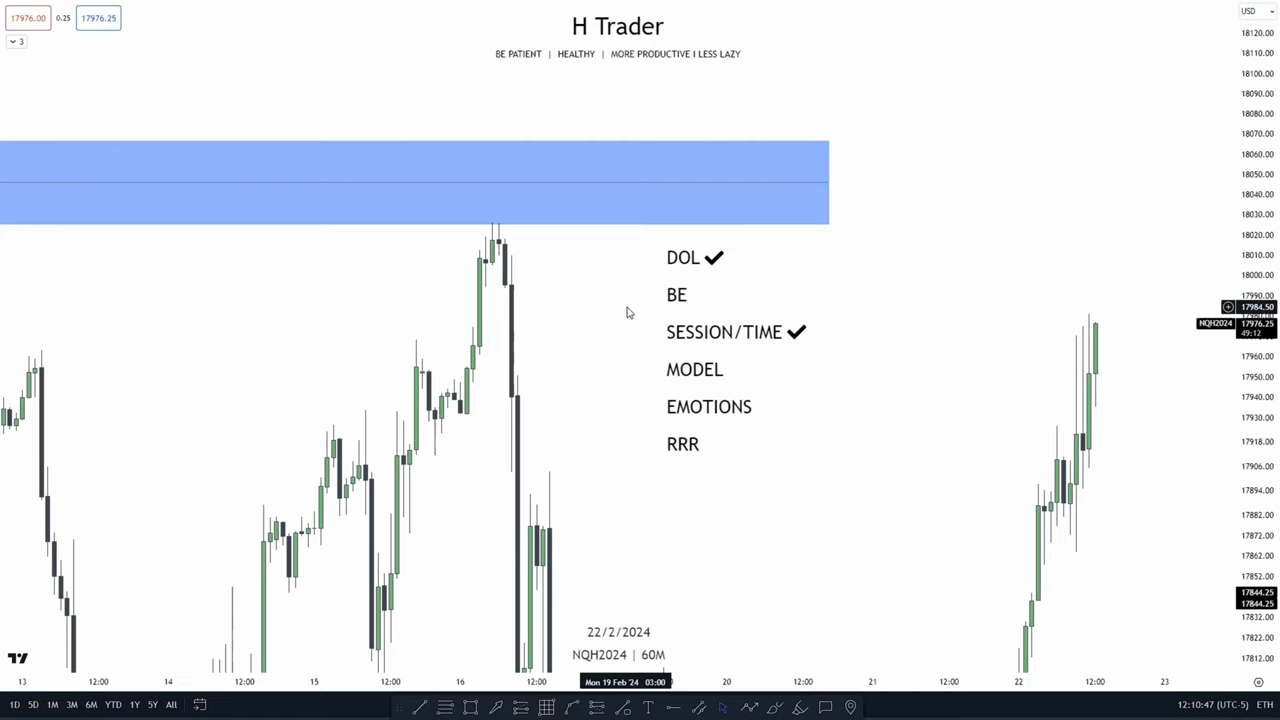 17976.00 0.25 17976.25
3
H Trader
BE PATIENT | HEALTHY | MORE PRODUCTIVE I LESS LAZY
USD
18120.00
18110.00
18100.00
18090.00
18080.00
18070.00
18060.00
18050.00
18040.00
18030.00
18020.00
18010.00
18000.00
17990.00
17984.50
NQH2024 17976.25
49:12
17960.00
17950.00
17940.00
17930.00
17918.00
17906.00
17894.00
17882.00
17872.00
17862.00
17852.00
17844.25
17844.25
17832.00
17822.00
17812.00
DOL ✔
BE
SESSION/TIME ✔
MODEL
EMOTIONS
RRR
22/2/2024
NQH2024 | 60M
13 12:00 14 12:00 15 12:00 16 12:00 Mon 19 Feb '24 03:00 20 12:00 21 12:00 22 12:00 23
1D 5D 1M 3M 6M YTD 1Y 5Y All
12:10:47 (UTC-5) ETH